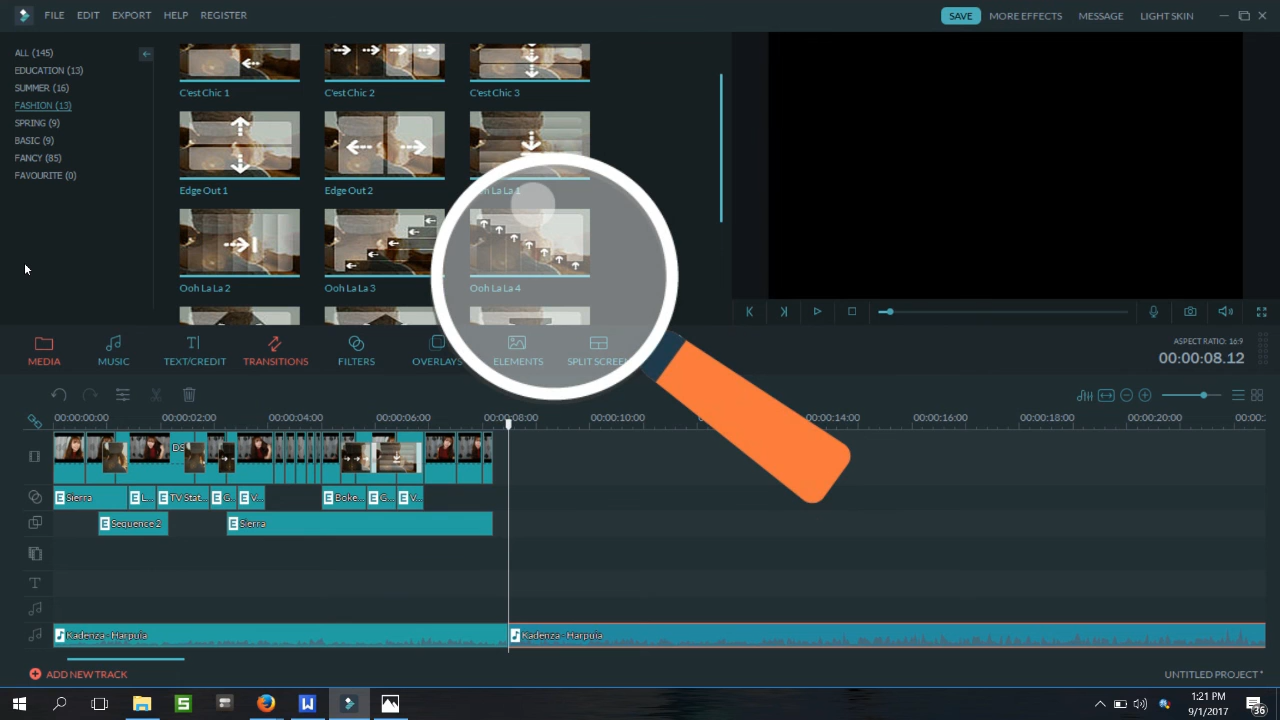 FILE EDIT EXPORT HELP REGISTER SAVE MORE EFFECTS MESSAGE LIGHT SKIN
ALL (145)
EDUCATION (13)
SUMMER (16)
FASHION (13)
SPRING (9)
BASIC (9)
FANCY (85)
FAVOURITE (0)
C'est Chic 1 C'est Chic 2 C'est Chic 3
Edge Out 1 Edge Out 2 Ooh La La 1
Ooh La La 2 Ooh La La 3 Ooh La La 4
MEDIA MUSIC TEXT/CREDIT TRANSITIONS FILTERS OVERLAYS ELEMENTS SPLIT SCREEN
ASPECT RATIO: 16:9
00:00:08.12
00:00:00:00 00:00:02:00 00:00:04:00 00:00:06:00 00:00:08:00 00:00:10:00 00:00:14:00 00:00:16:00 00:00:18:00 00:00:20:00 00:00:2
DS
E Sierra E L... E TV Stat... E G.. E V... E Boke... E G... E V...
E Sequence 2 E Sierra
Kadenza - Harpuia Kadenza - Harpuia
ADD NEW TRACK UNTITLED PROJECT *
1:21 PM
9/1/2017
36